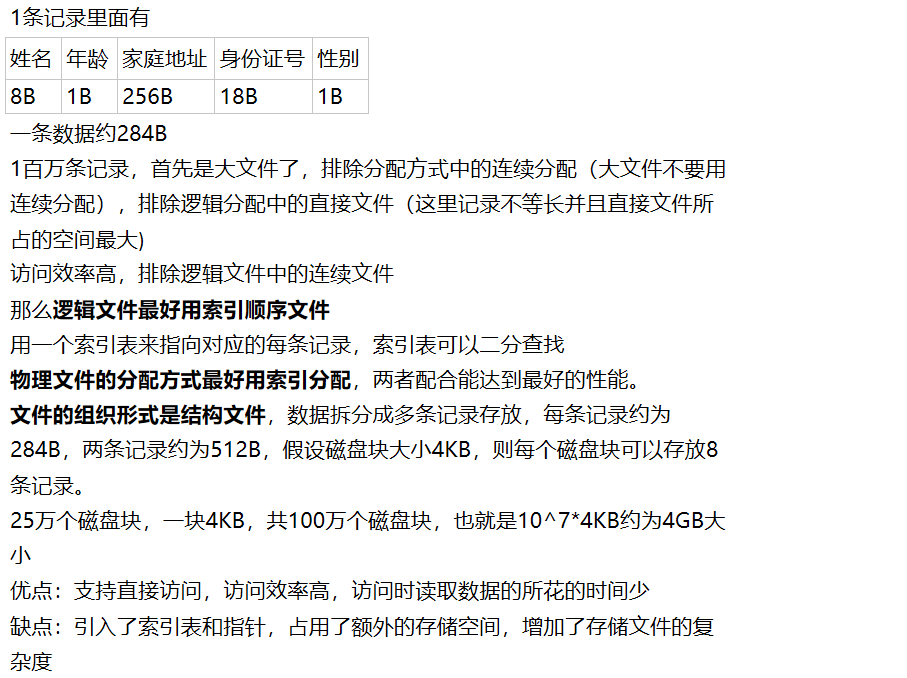 1条记录里面有
姓名 年龄 家庭地址 身份证号 性别
8B 1B 256B 18B 1B
一条数据约284B
1百万条记录，首先是大文件了，排除分配方式中的连续分配（大文件不要用
连续分配），排除逻辑分配中的直接文件（这里记录不等长并且直接文件所
占的空间最大)
访问效率高，排除逻辑文件中的连续文件
那么逻辑文件最好用索引顺序文件
用一个索引表来指向对应的每条记录，索引表可以二分查找
物理文件的分配方式最好用索引分配，两者配合能达到最好的性能。
文件的组织形式是结构文件，数据拆分成多条记录存放，每条记录约为
284B，两条记录约为512B，假设磁盘块大小4KB，则每个磁盘块可以存放8
条记录。
25万个磁盘块，一块4KB，共100万个磁盘块，也就是10^7*4KB约为4GB大
小
优点：支持直接访问，访问效率高，访问时读取数据的所花的时间少
缺点：引入了索引表和指针，占用了额外的存储空间，增加了存储文件的复
杂度